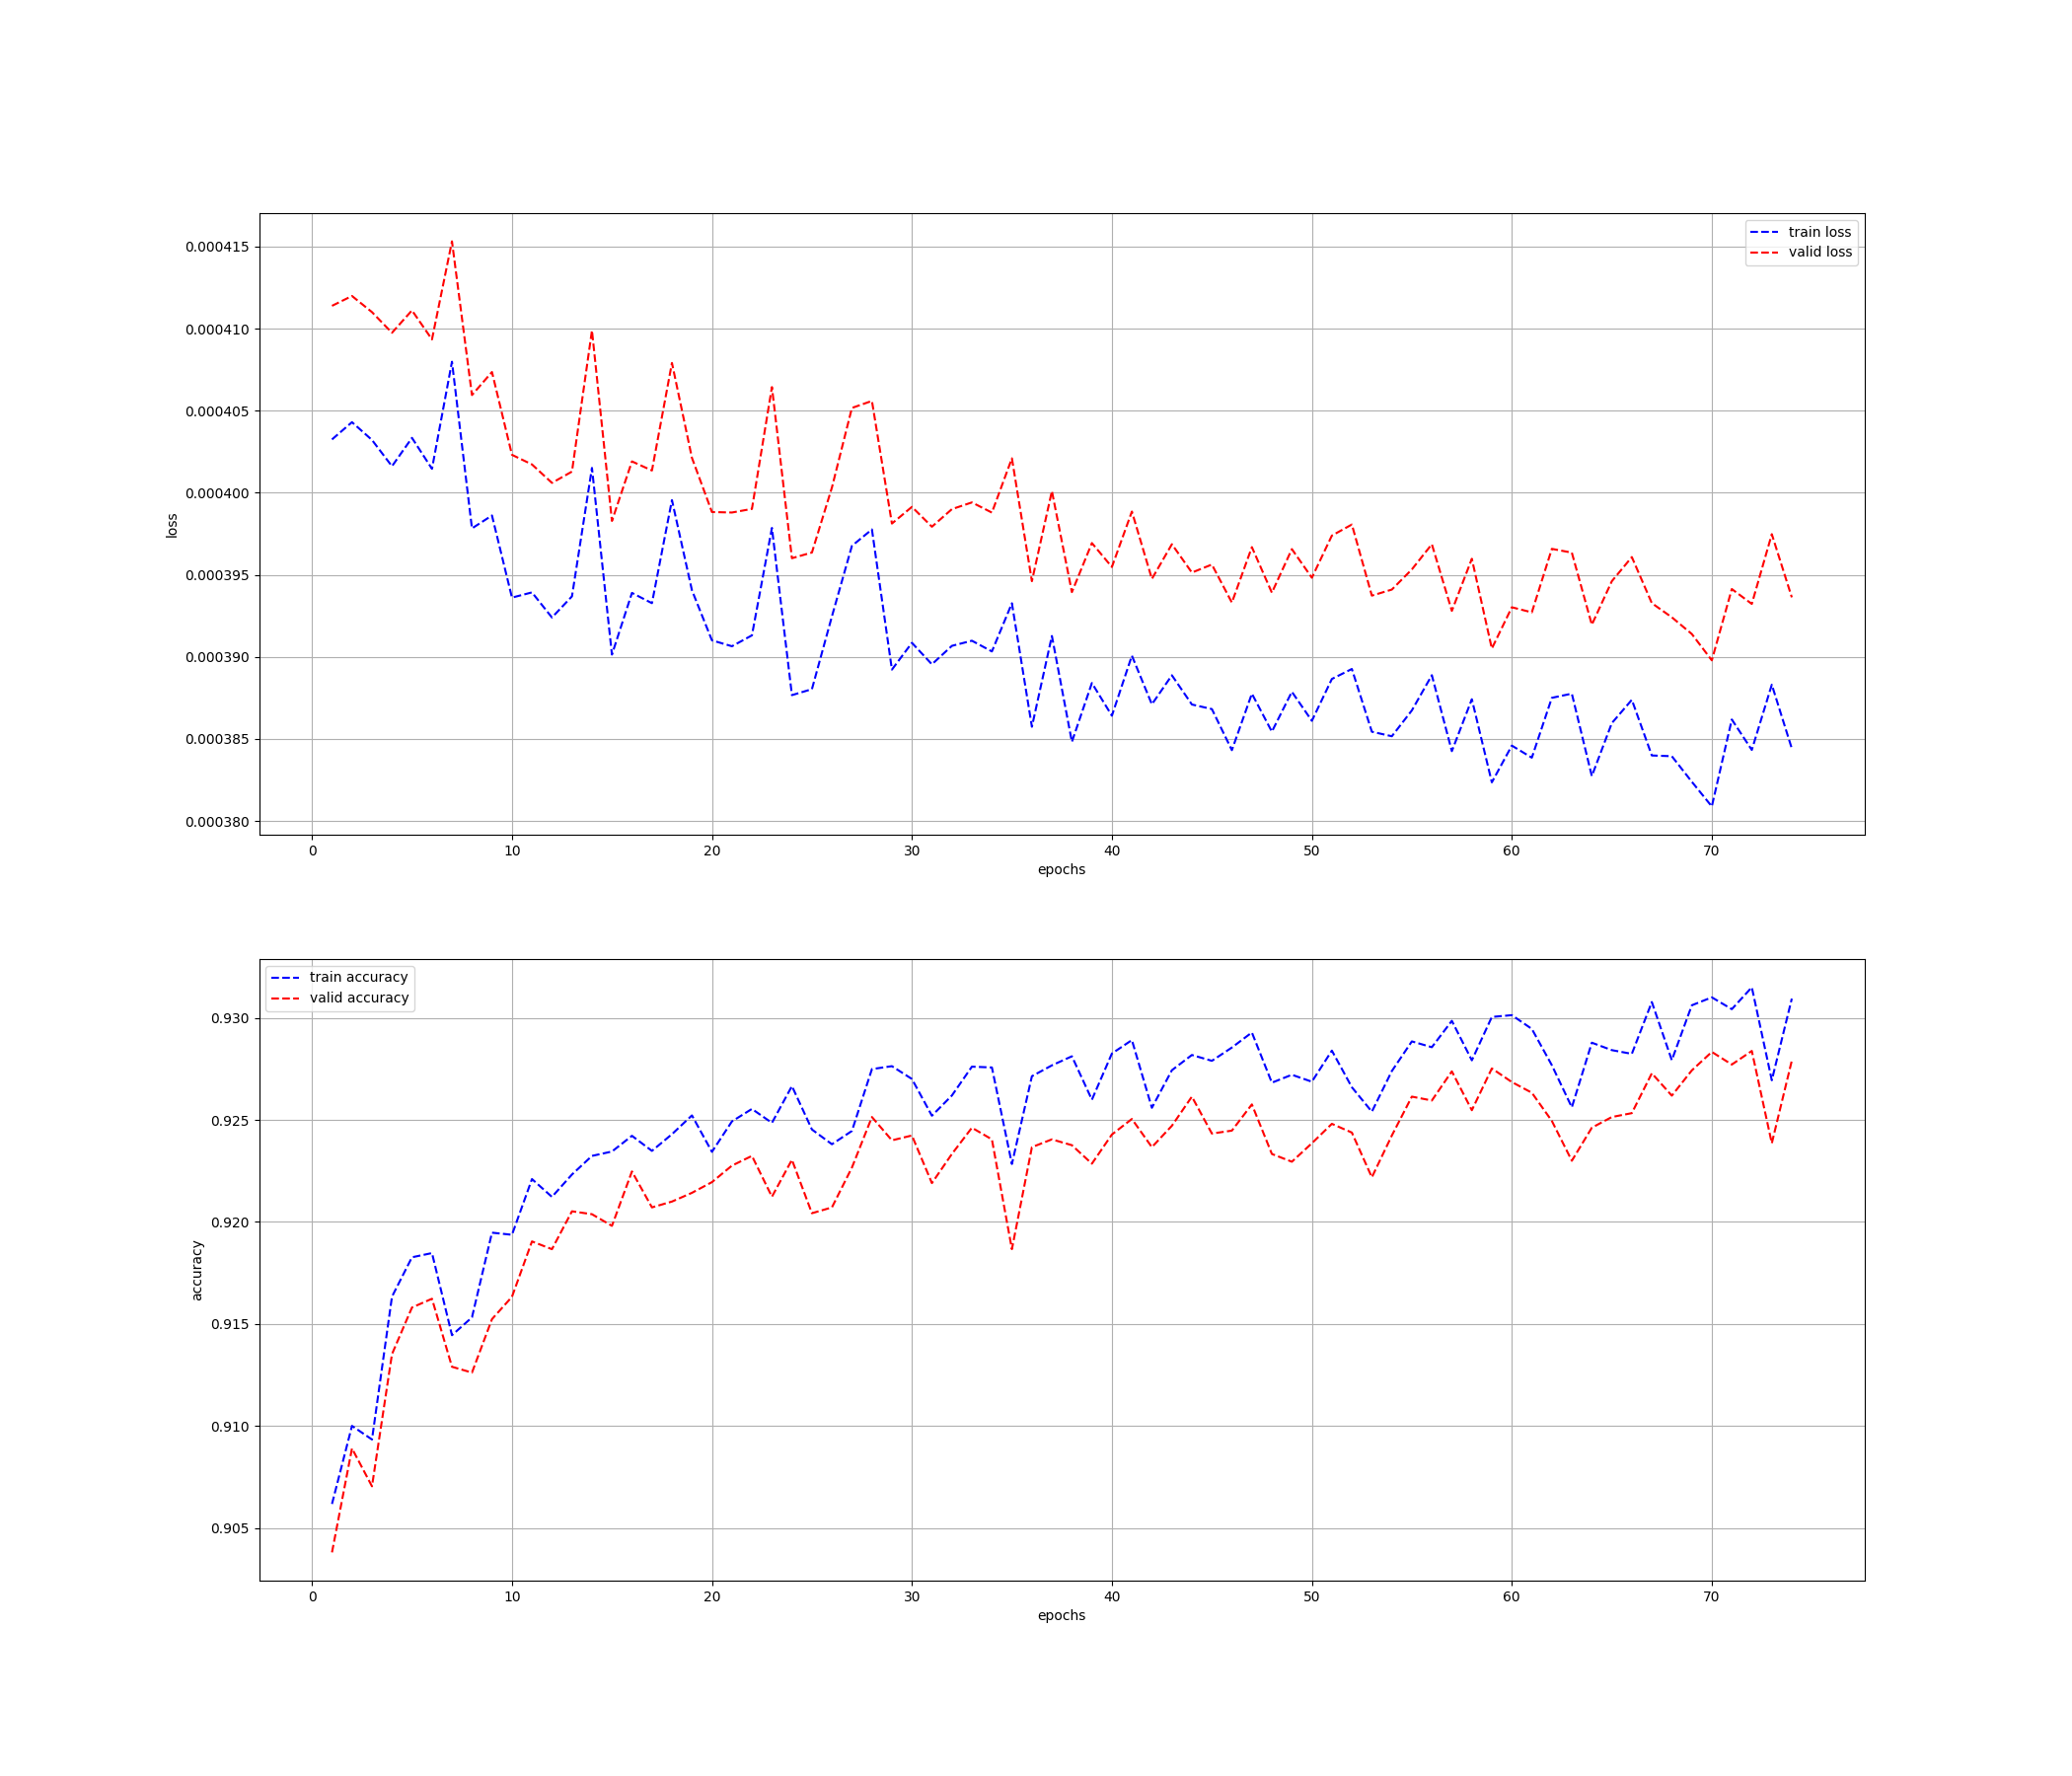 train loss
valid loss
0.000415
0.000410
0.000405
0.000400
0.000395
0.000390
0.000385
0.000380
loss
0 10 20 30 40 50 60 70
epochs
train accuracy
valid accuracy
0.930
0.925
0.920
0.915
0.910
0.905
accuracy
0 10 20 30 40 50 60 70
epochs